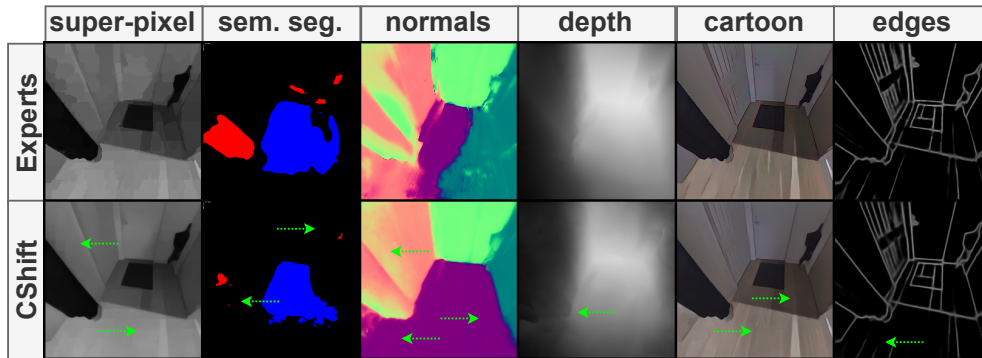 super-pixel sem. seg. normals depth cartoon edges
Experts
CShift